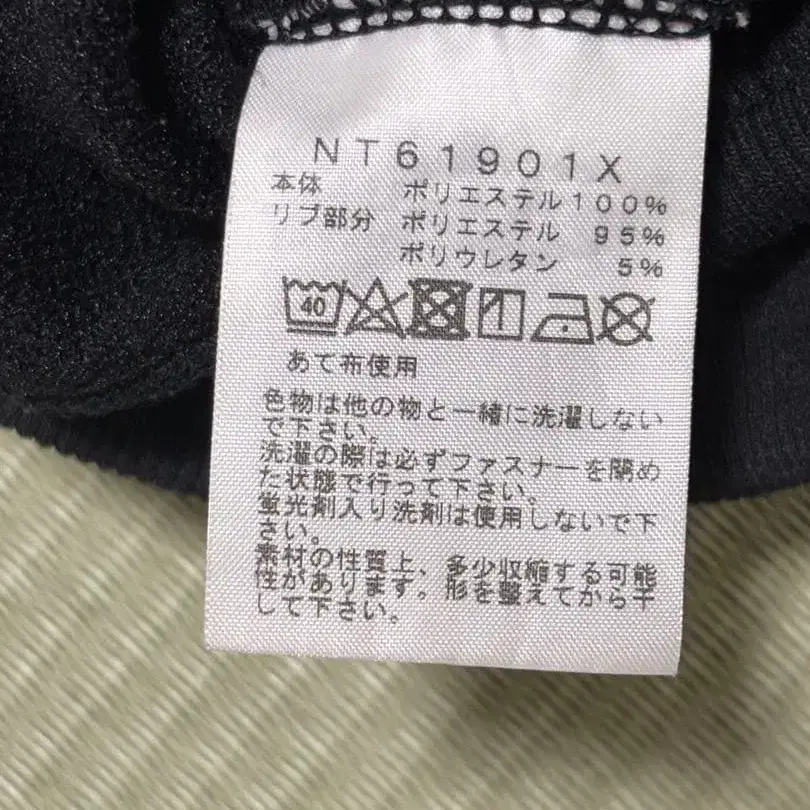 NT61901X
本体 ポリエステル100%
リブ部分 ポリエステル 95%
ポリウレタン 5%
40
あて布使用
色物は他の物と一緒に洗濯しない
で下さい。
洗濯の際は必ずファスナーを閉め
た状態で行って下さい。
蛍光剤入り洗剤は使用しないで下
さい。
素材の性質上、多少収縮する可能
性があります。形を整えてから干
して下さい。